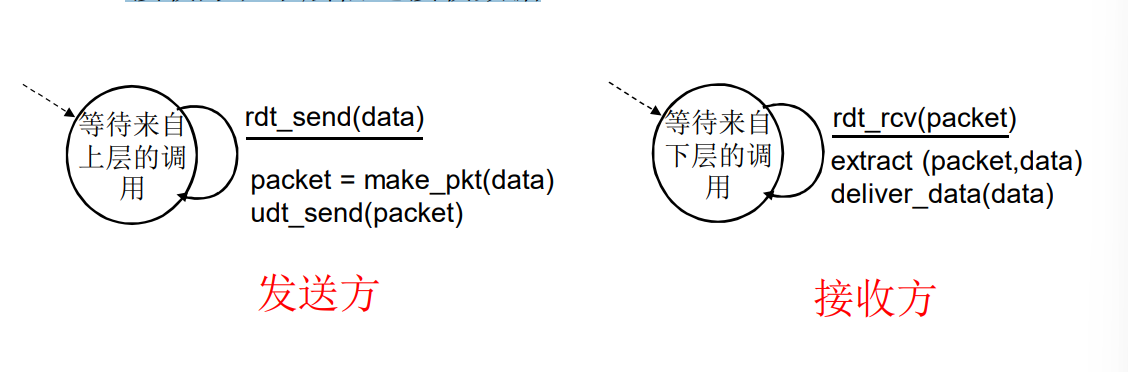 等待来自
上层的调
用
rdt_send(data)
packet = make_pkt(data)
udt_send(packet)
发送方
等待来自
下层的调
用
rdt_rcv(packet)
extract (packet,data)
deliver_data(data)
接收方